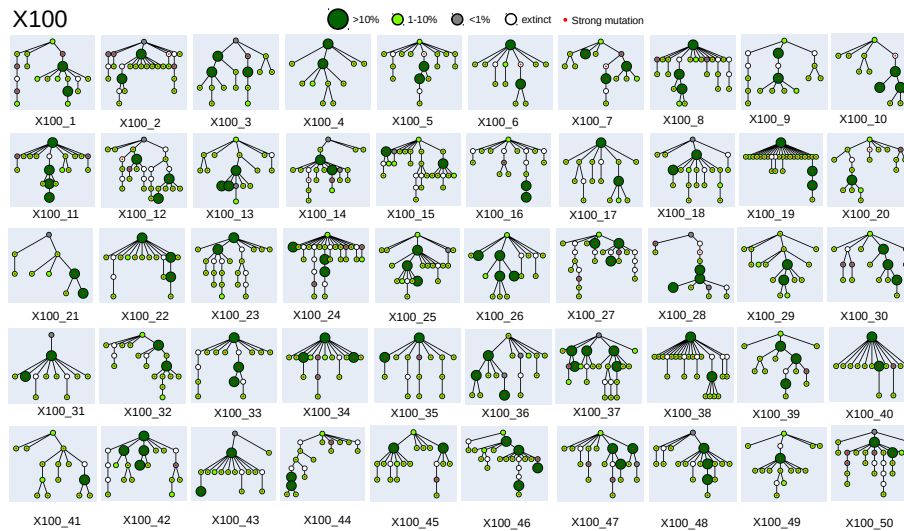 X100
>10% 1-10% <1% extinct Strong mutation
X100_1 X100_2 X100_3 X100_4 X100_5 X100_6 X100_7 X100_8 X100_9 X100_10
X100_11 X100_12 X100_13 X100_14 X100_15 X100_16 X100_17 X100_18 X100_19 X100_20
X100_21 X100_22 X100_23 X100_24 X100_25 X100_26 X100_27 X100_28 X100_29 X100_30
X100_31 X100_32 X100_33 X100_34 X100_35 X100_36 X100_37 X100_38 X100_39 X100_40
X100_41 X100_42 X100_43 X100_44 X100_45 X100_46 X100_47 X100_48 X100_49 X100_50